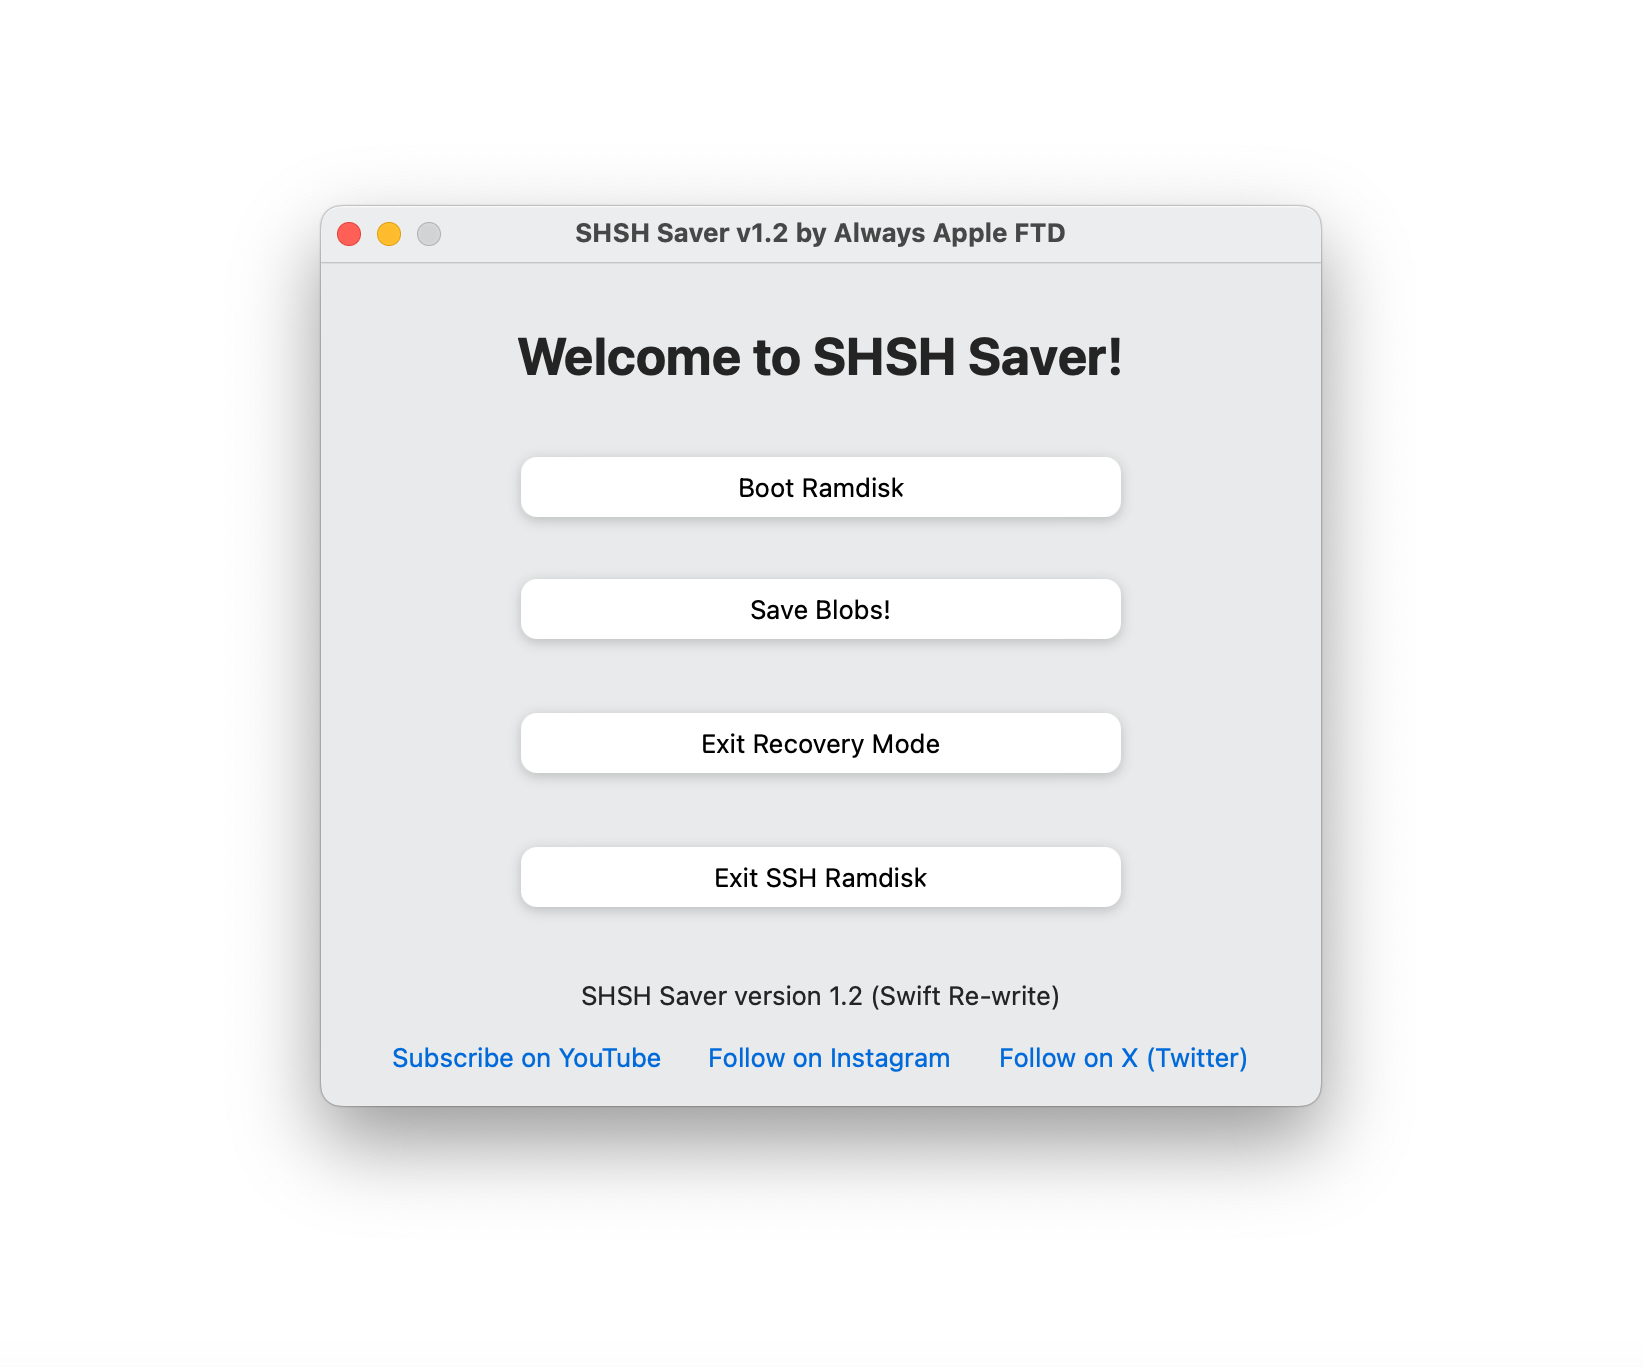 SHSH Saver v1.2 by Always Apple FTD
Welcome to SHSH Saver!
Boot Ramdisk
Save Blobs!
Exit Recovery Mode
Exit SSH Ramdisk
SHSH Saver version 1.2 (Swift Re-write)
Subscribe on YouTube Follow on Instagram Follow on X (Twitter)